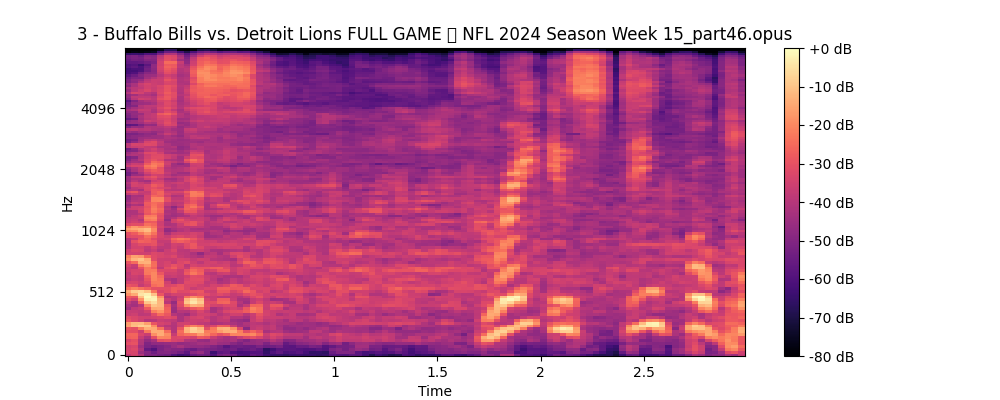 3 - Buffalo Bills vs. Detroit Lions FULL GAME ▯ NFL 2024 Season Week 15_part46.opus
+0 dB
4096
-10 dB
-20 dB
2048
-30 dB
Hz
1024
-40 dB
-50 dB
512
-60 dB
-70 dB
0
-80 dB
0
0.5
1
1.5
2
2.5
Time